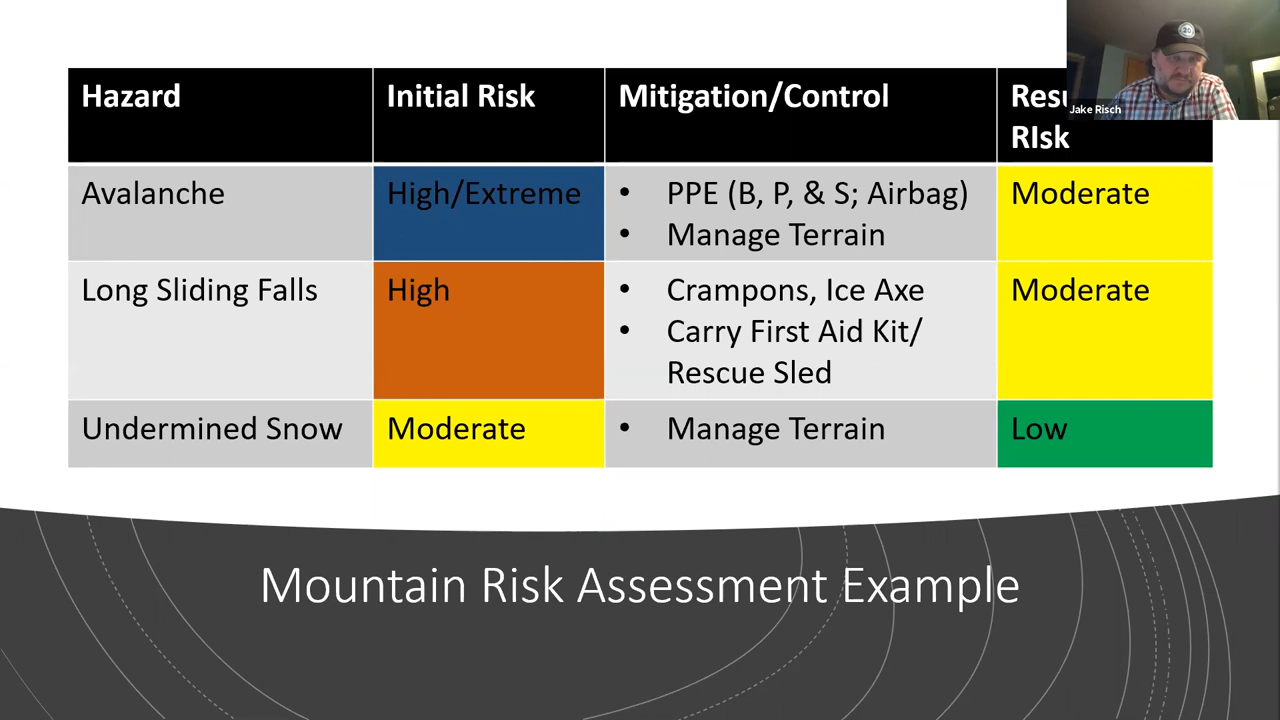 Hazard
Initial Risk
Mitigation/Control
RIsk
Jake Risch
Avalanche
High/Extreme
• PPE (B, P, & S; Airbag)
• Manage Terrain
Moderate
Long Sliding Falls
High
• Crampons, Ice Axe
• Carry First Aid Kit/
Rescue Sled
Moderate
Undermined Snow
Moderate
• Manage Terrain
Low
Mountain Risk Assessment Example